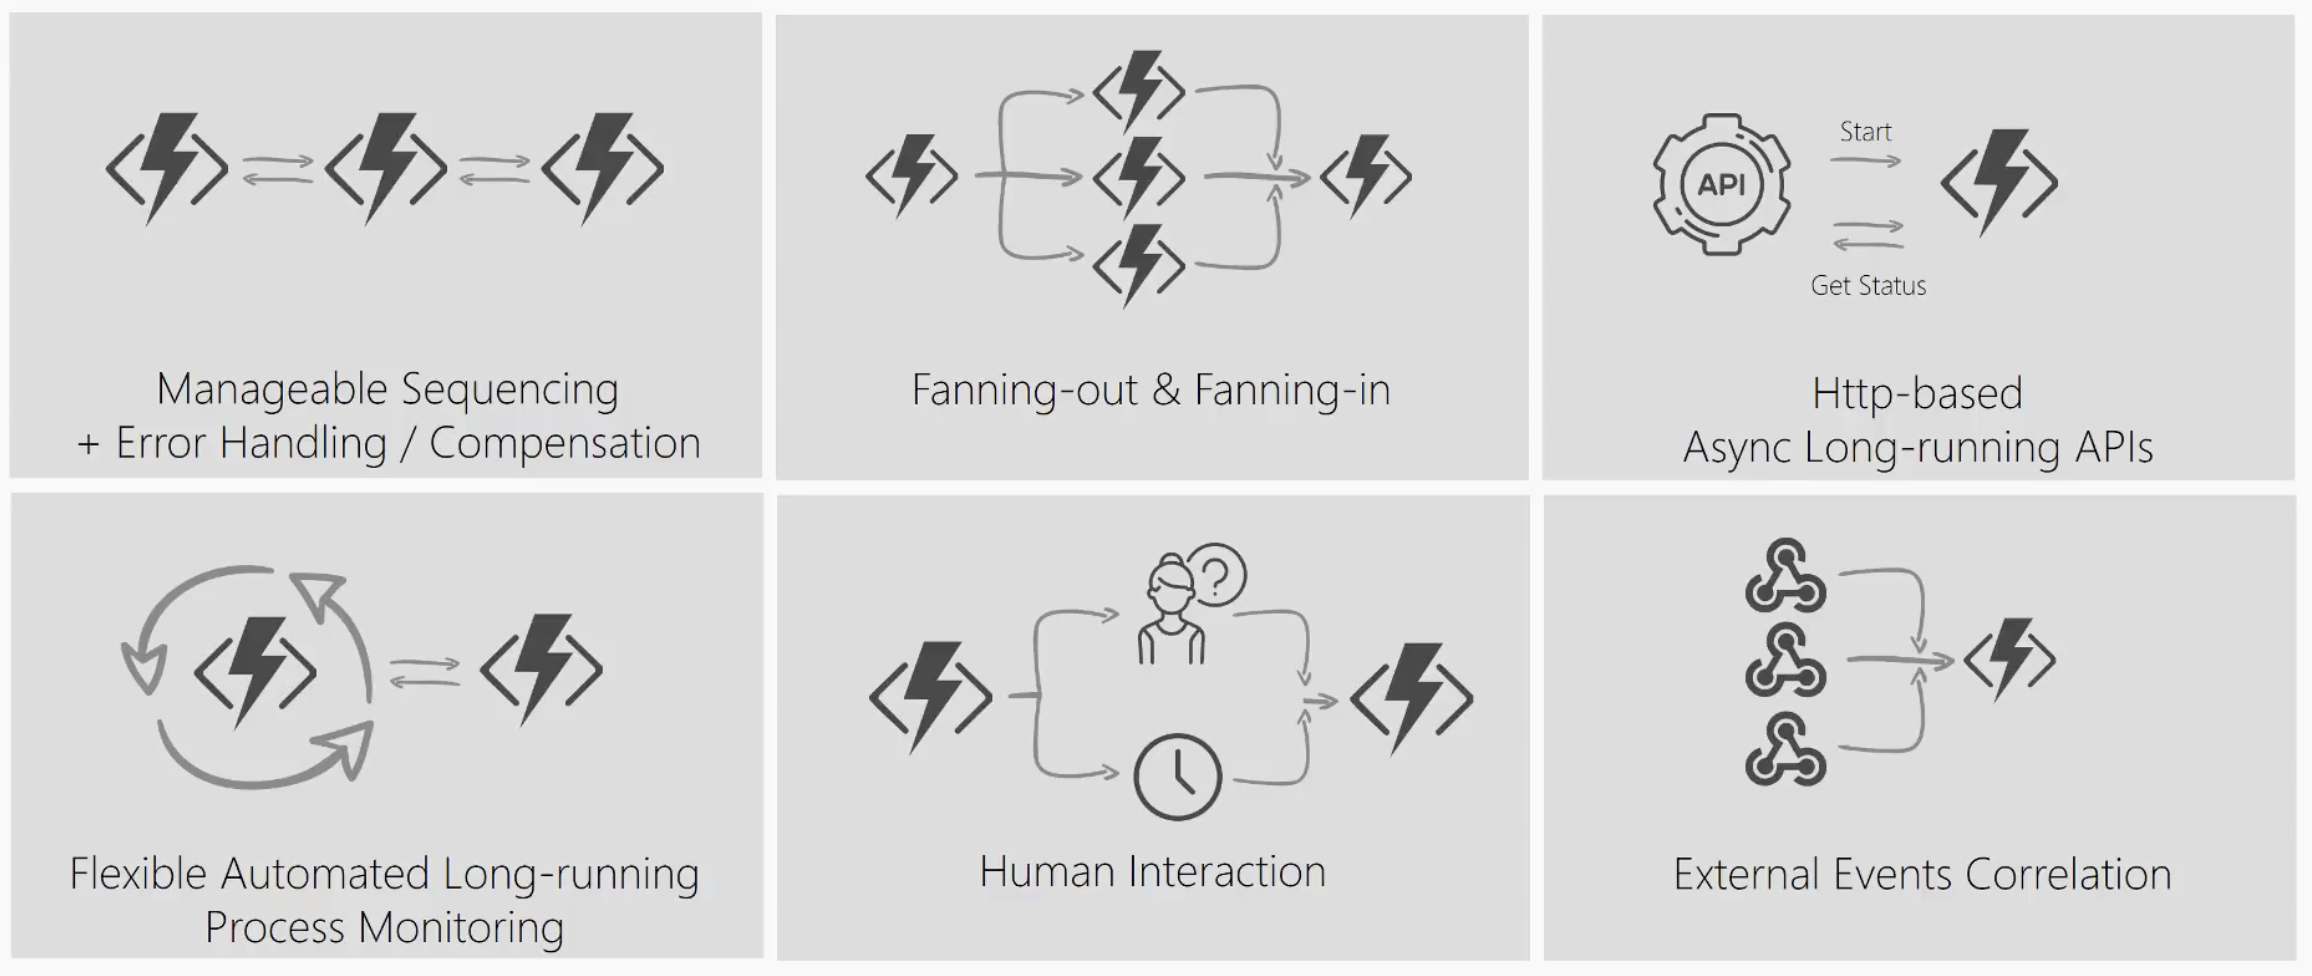 Manageable Sequencing
+ Error Handling / Compensation
Fanning-out & Fanning-in
API
Start
Get Status
Http-based
Async Long-running APIs
Flexible Automated Long-running
Process Monitoring
?
Human Interaction
External Events Correlation